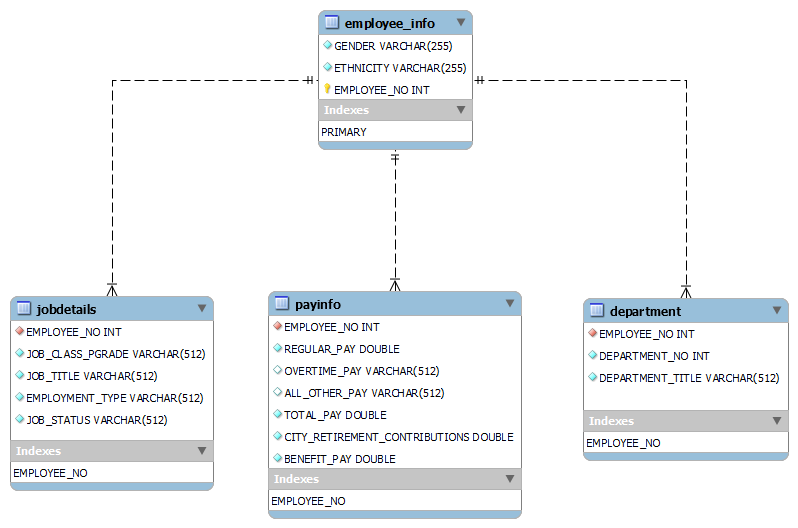 employee_info
GENDER VARCHAR(255)
ETHNICITY VARCHAR(255)
EMPLOYEE_NO INT
Indexes
PRIMARY
jobdetails
EMPLOYEE_NO INT
JOB_CLASS_PGRADE VARCHAR(512)
JOB_TITLE VARCHAR(512)
EMPLOYMENT_TYPE VARCHAR(512)
JOB_STATUS VARCHAR(512)
Indexes
EMPLOYEE_NO
payinfo
EMPLOYEE_NO INT
REGULAR_PAY DOUBLE
OVERTIME_PAY VARCHAR(512)
ALL_OTHER_PAY VARCHAR(512)
TOTAL_PAY DOUBLE
CITY_RETIREMENT_CONTRIBUTIONS DOUBLE
BENEFIT_PAY DOUBLE
Indexes
EMPLOYEE_NO
department
EMPLOYEE_NO INT
DEPARTMENT_NO INT
DEPARTMENT_TITLE VARCHAR(512)
Indexes
EMPLOYEE_NO